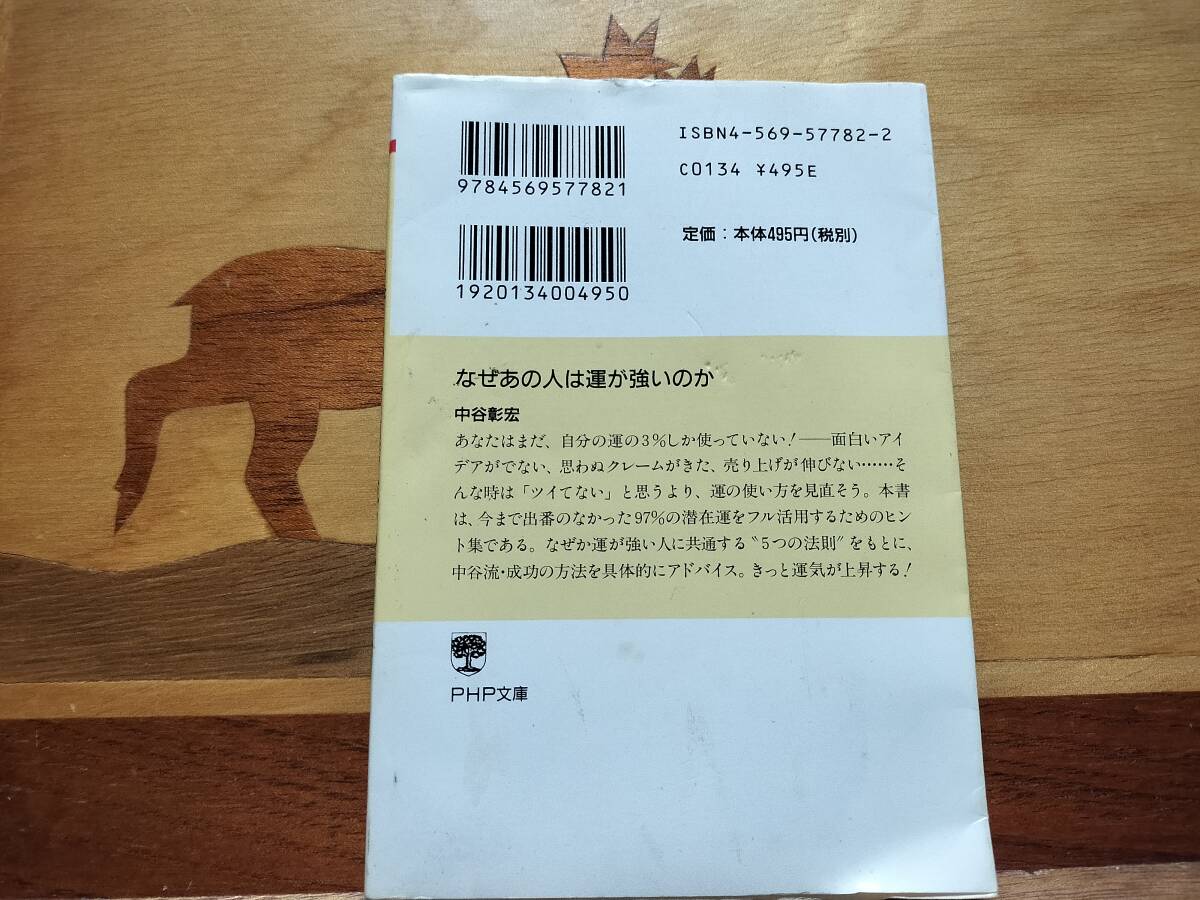 ISBN4-569-57782-2
C0134 ¥495E
9784569577821
定価：本体495円(税別)
1920134004950
なぜあの人は運が強いのか
中谷彰宏
あなたはまだ、自分の運の3%しか使っていない!――面白いアイ
デアがでない、思わぬクレームがきた、売り上げが伸びない……そ
んな時は「ツイてない」と思うより、運の使い方を見直そう。本書
は、今まで出番のなかった97%の潜在運をフル活用するためのヒン
ト集である。なぜか運が強い人に共通する〝5つの法則〟をもとに、
中谷流・成功の方法を具体的にアドバイス。きっと運気が上昇する!
PHP文庫